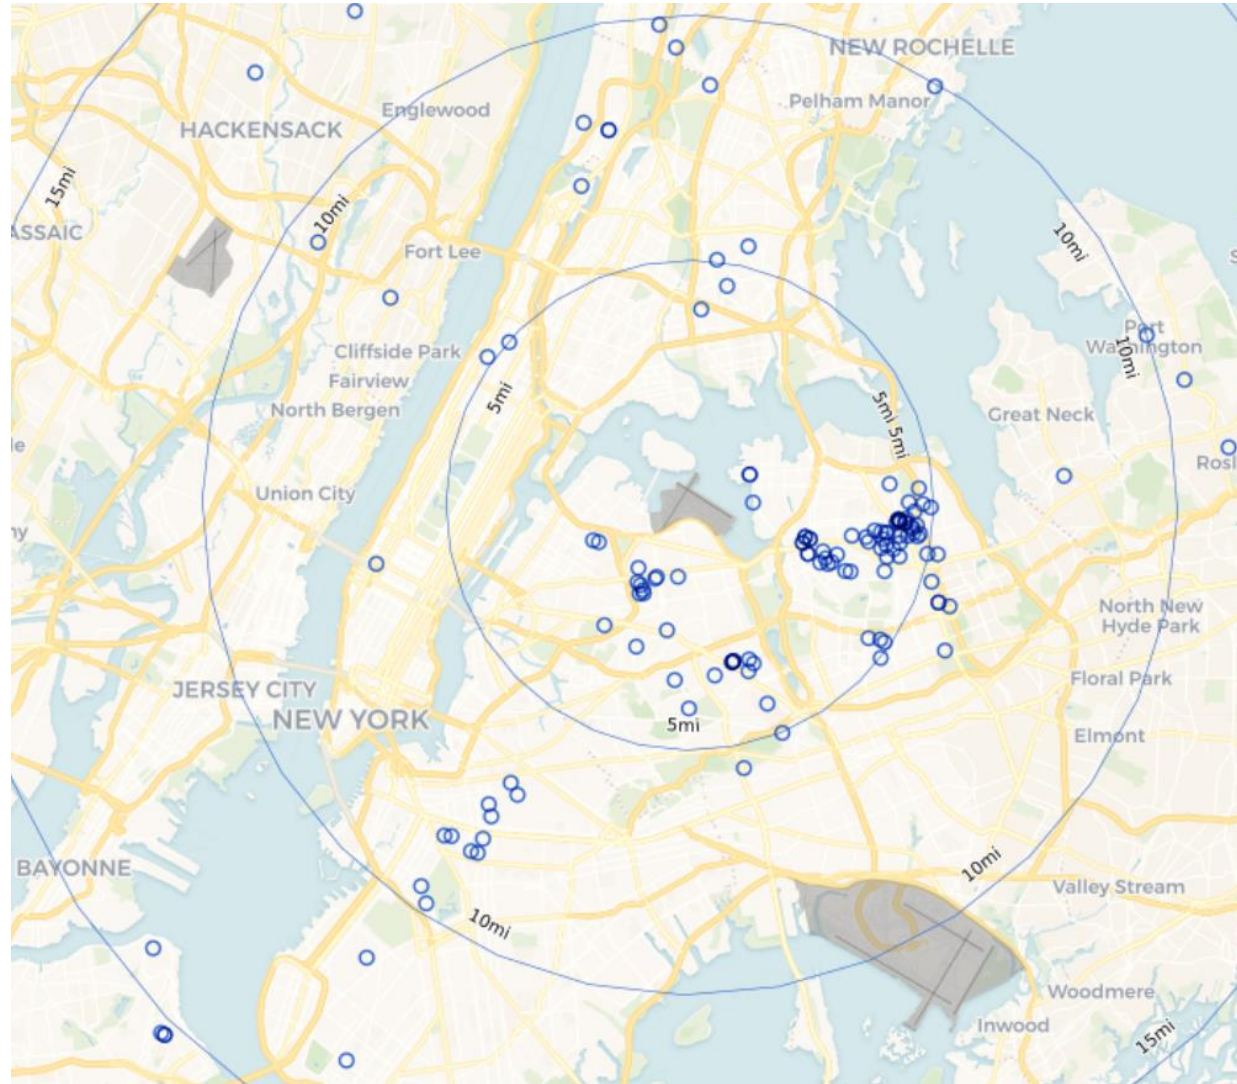 NEW ROCHELLE
Pelham Manor
Englewood
HACKENSACK
15mi
10mi
ASSAIC
Fort Lee
10mi
Port
Washington
10mi
Cliffside Park
Fairview
North Bergen
5mi
5mi
5mi
Great Neck
Rosl
Union City
North New
Hyde Park
Floral Park
JERSEY CITY
NEW YORK
5mi
Elmont
BAYONNE
10mi
10mi
Valley Stream
Woodmere
Inwood
15mi